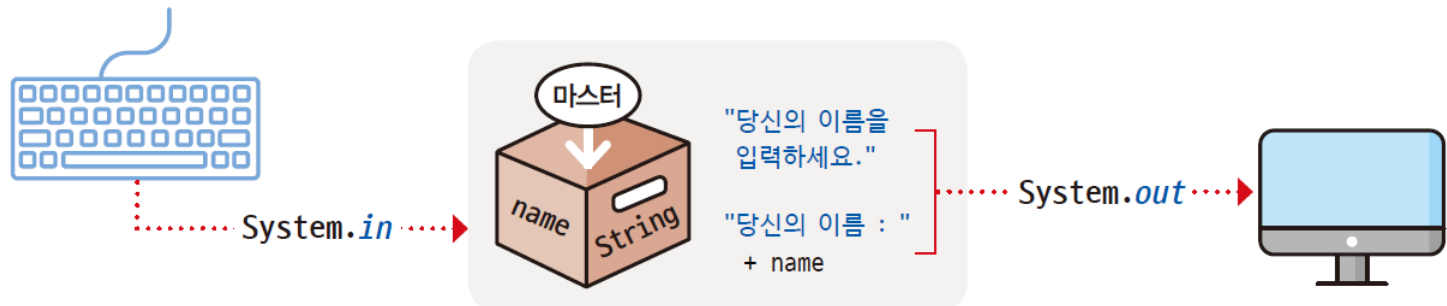 System.in
마스터
name
String
"당신의 이름을
입력하세요."
"당신의 이름 : "
+ name
System.out